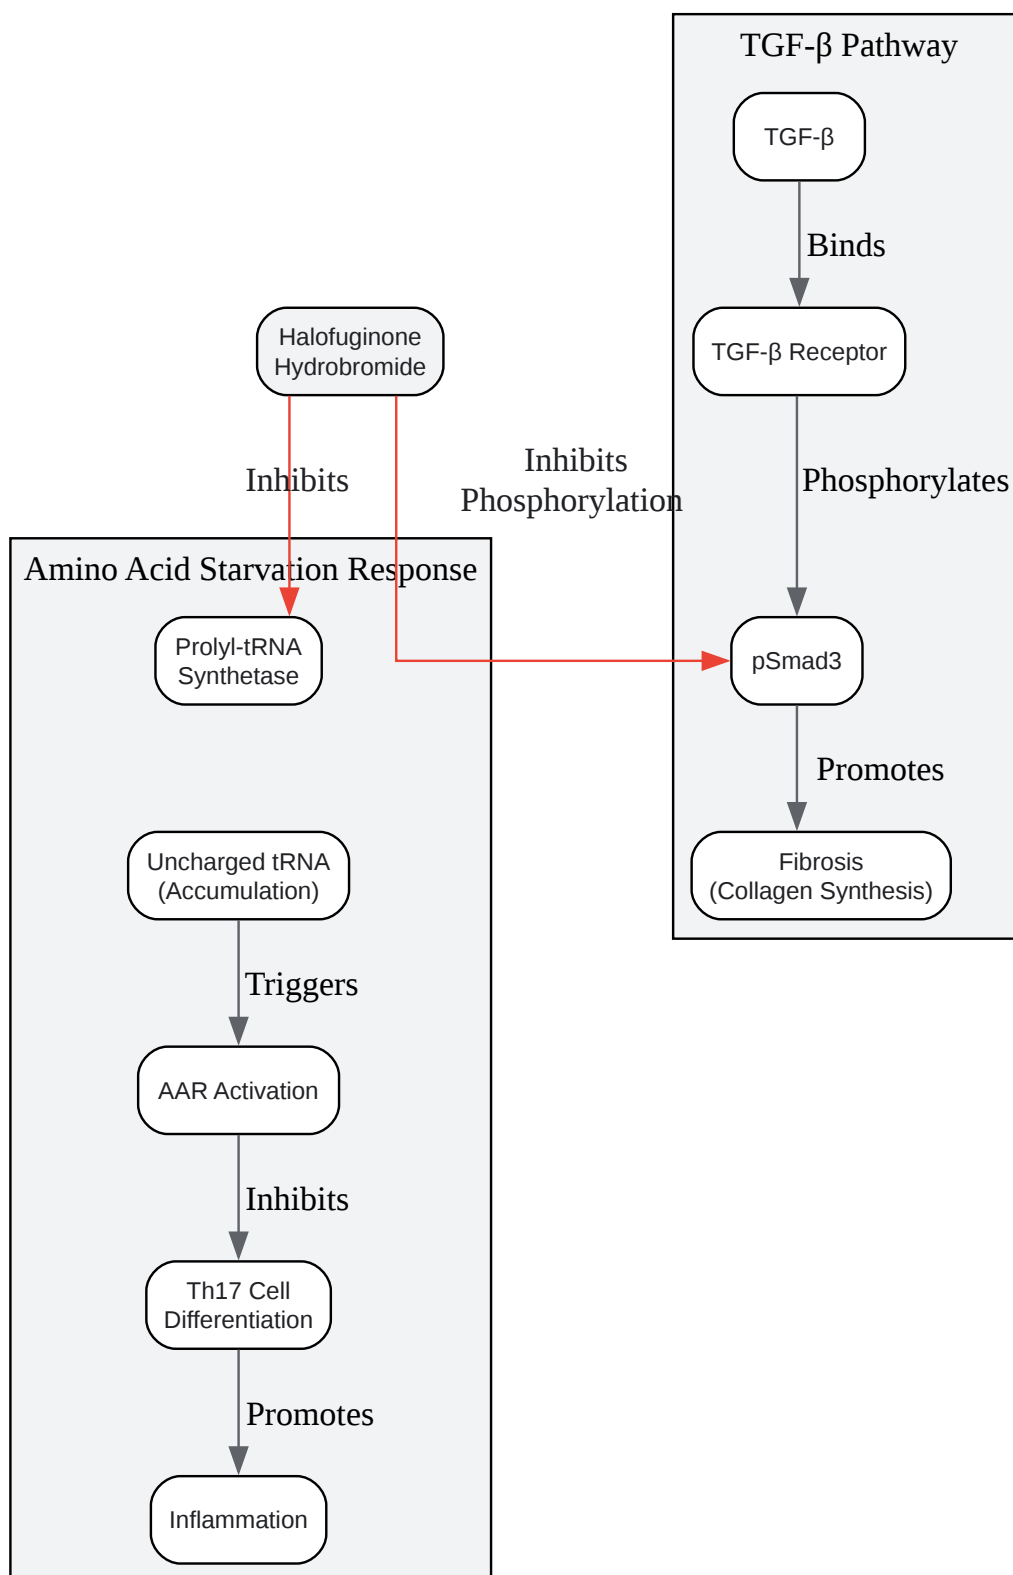 TGF-β Pathway
TGF-β
Binds
Halofuginone
Hydrobromide
TGF-β Receptor
Inhibits
Inhibits
Phosphorylation
Phosphorylates
Amino Acid Starvation Response
Prolyl-tRNA
Synthetase
pSmad3
Promotes
Uncharged tRNA
(Accumulation)
Fibrosis
(Collagen Synthesis)
Triggers
AAR Activation
Inhibits
Th17 Cell
Differentiation
Promotes
Inflammation